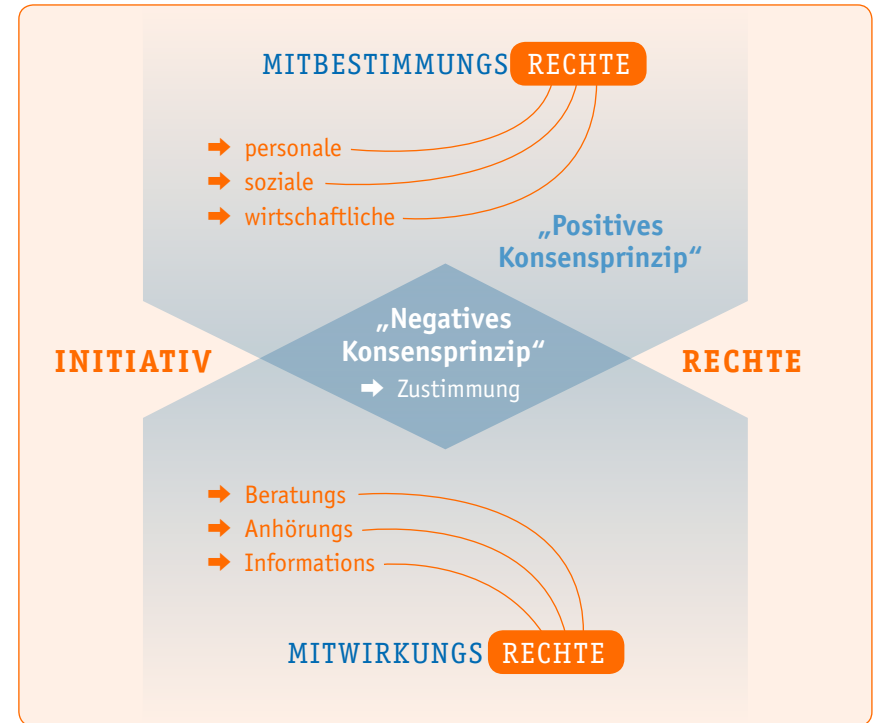 MITBESTIMMUNGS RECHTE
➡ personale
➡ soziale
➡ wirtschaftliche
„Positives
Konsensprinzip“
„Negatives
Konsensprinzip“
➡ Zustimmung
INITIATIV RECHTE
➡ Beratungs
➡ Anhörungs
➡ Informations
MITWIRKUNGS RECHTE